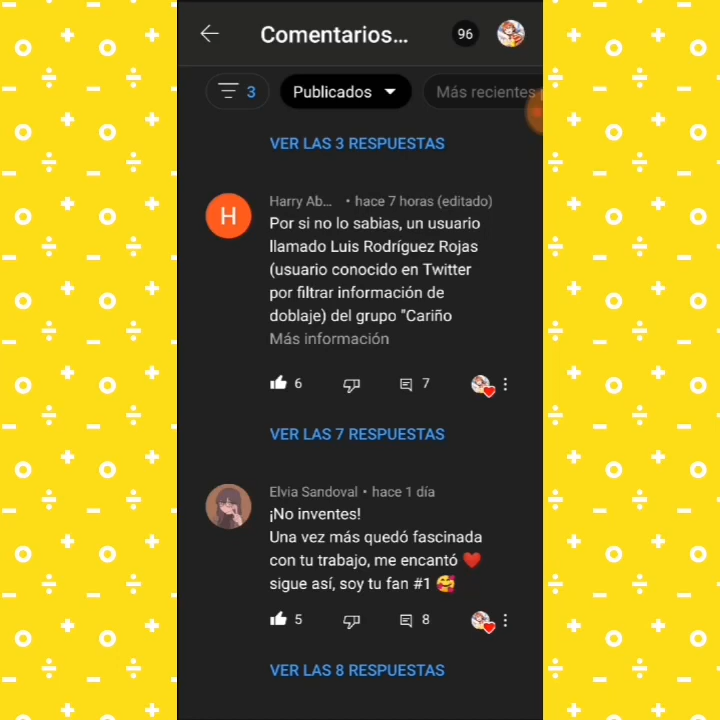 Comentarios...
96
3
Publicados
Más recientes
VER LAS 3 RESPUESTAS
H
Harry Ab... • hace 7 horas (editado)
Por si no lo sabias, un usuario
llamado Luis Rodríguez Rojas
(usuario conocido en Twitter
por filtrar información de
doblaje) del grupo "Cariño
Más información
6
7
VER LAS 7 RESPUESTAS
Elvia Sandoval • hace 1 día
¡No inventes!
Una vez más quedó fascinada
con tu trabajo, me encantó ❤️
sigue así, soy tu fan #1 🥰
5
8
VER LAS 8 RESPUESTAS